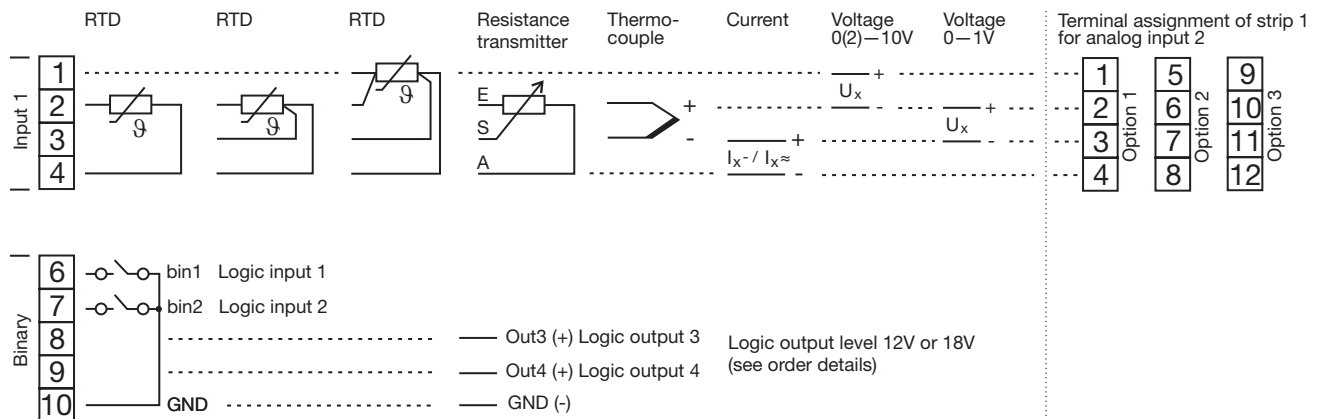 RTD
RTD
RTD
Resistance
transmitter
Thermo-
couple
Current
Voltage
0(2)—10V
Voltage
0—1V
Terminal assignment of strip 1
for analog input 2
Input 1
1
2
3
4
ϑ
ϑ
ϑ
E
S
A
+
-
+
Ix- / Ix≈
-
+
Ux
-
+
Ux
-
1
2
3
4
Option 1
5
6
7
8
Option 2
9
10
11
12
Option 3
Binary
6
7
8
9
10
bin1 Logic input 1
bin2 Logic input 2
Out3 (+) Logic output 3
Out4 (+) Logic output 4
GND
GND (-)
Logic output level 12V or 18V
(see order details)